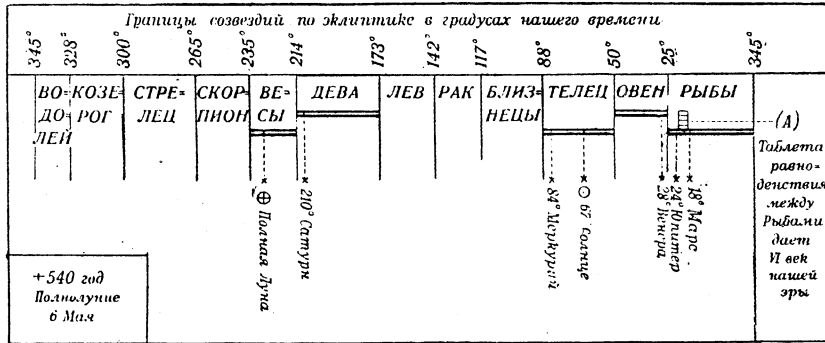 Границы созвездий по эклиптике в градусах нашего времени
345° 328° 300° 265° 235° 214° 173° 142° 117° 88° 50° 25° 345°
ВО= КОЗЕ= СТРЕ= СКОР= ВЕ= ДЕВА ЛЕВ РАК БЛИЗ= ТЕЛЕЦ ОВЕН РЫБЫ
ДО= РОГ ЛЕЦ ПИОН СЫ НЕЦЫ
ЛЕЙ
(А)
Таблета
равно=
денствия
между
Рыбами
дает
VI век
нашей
эры
⊕ Полная Луна
210° Сатурн
84° Меркурий
☉ 67 Солнце
28° Венера
24° Юпитер
18° Марс
+540 год
Полнолуние
6 Мая